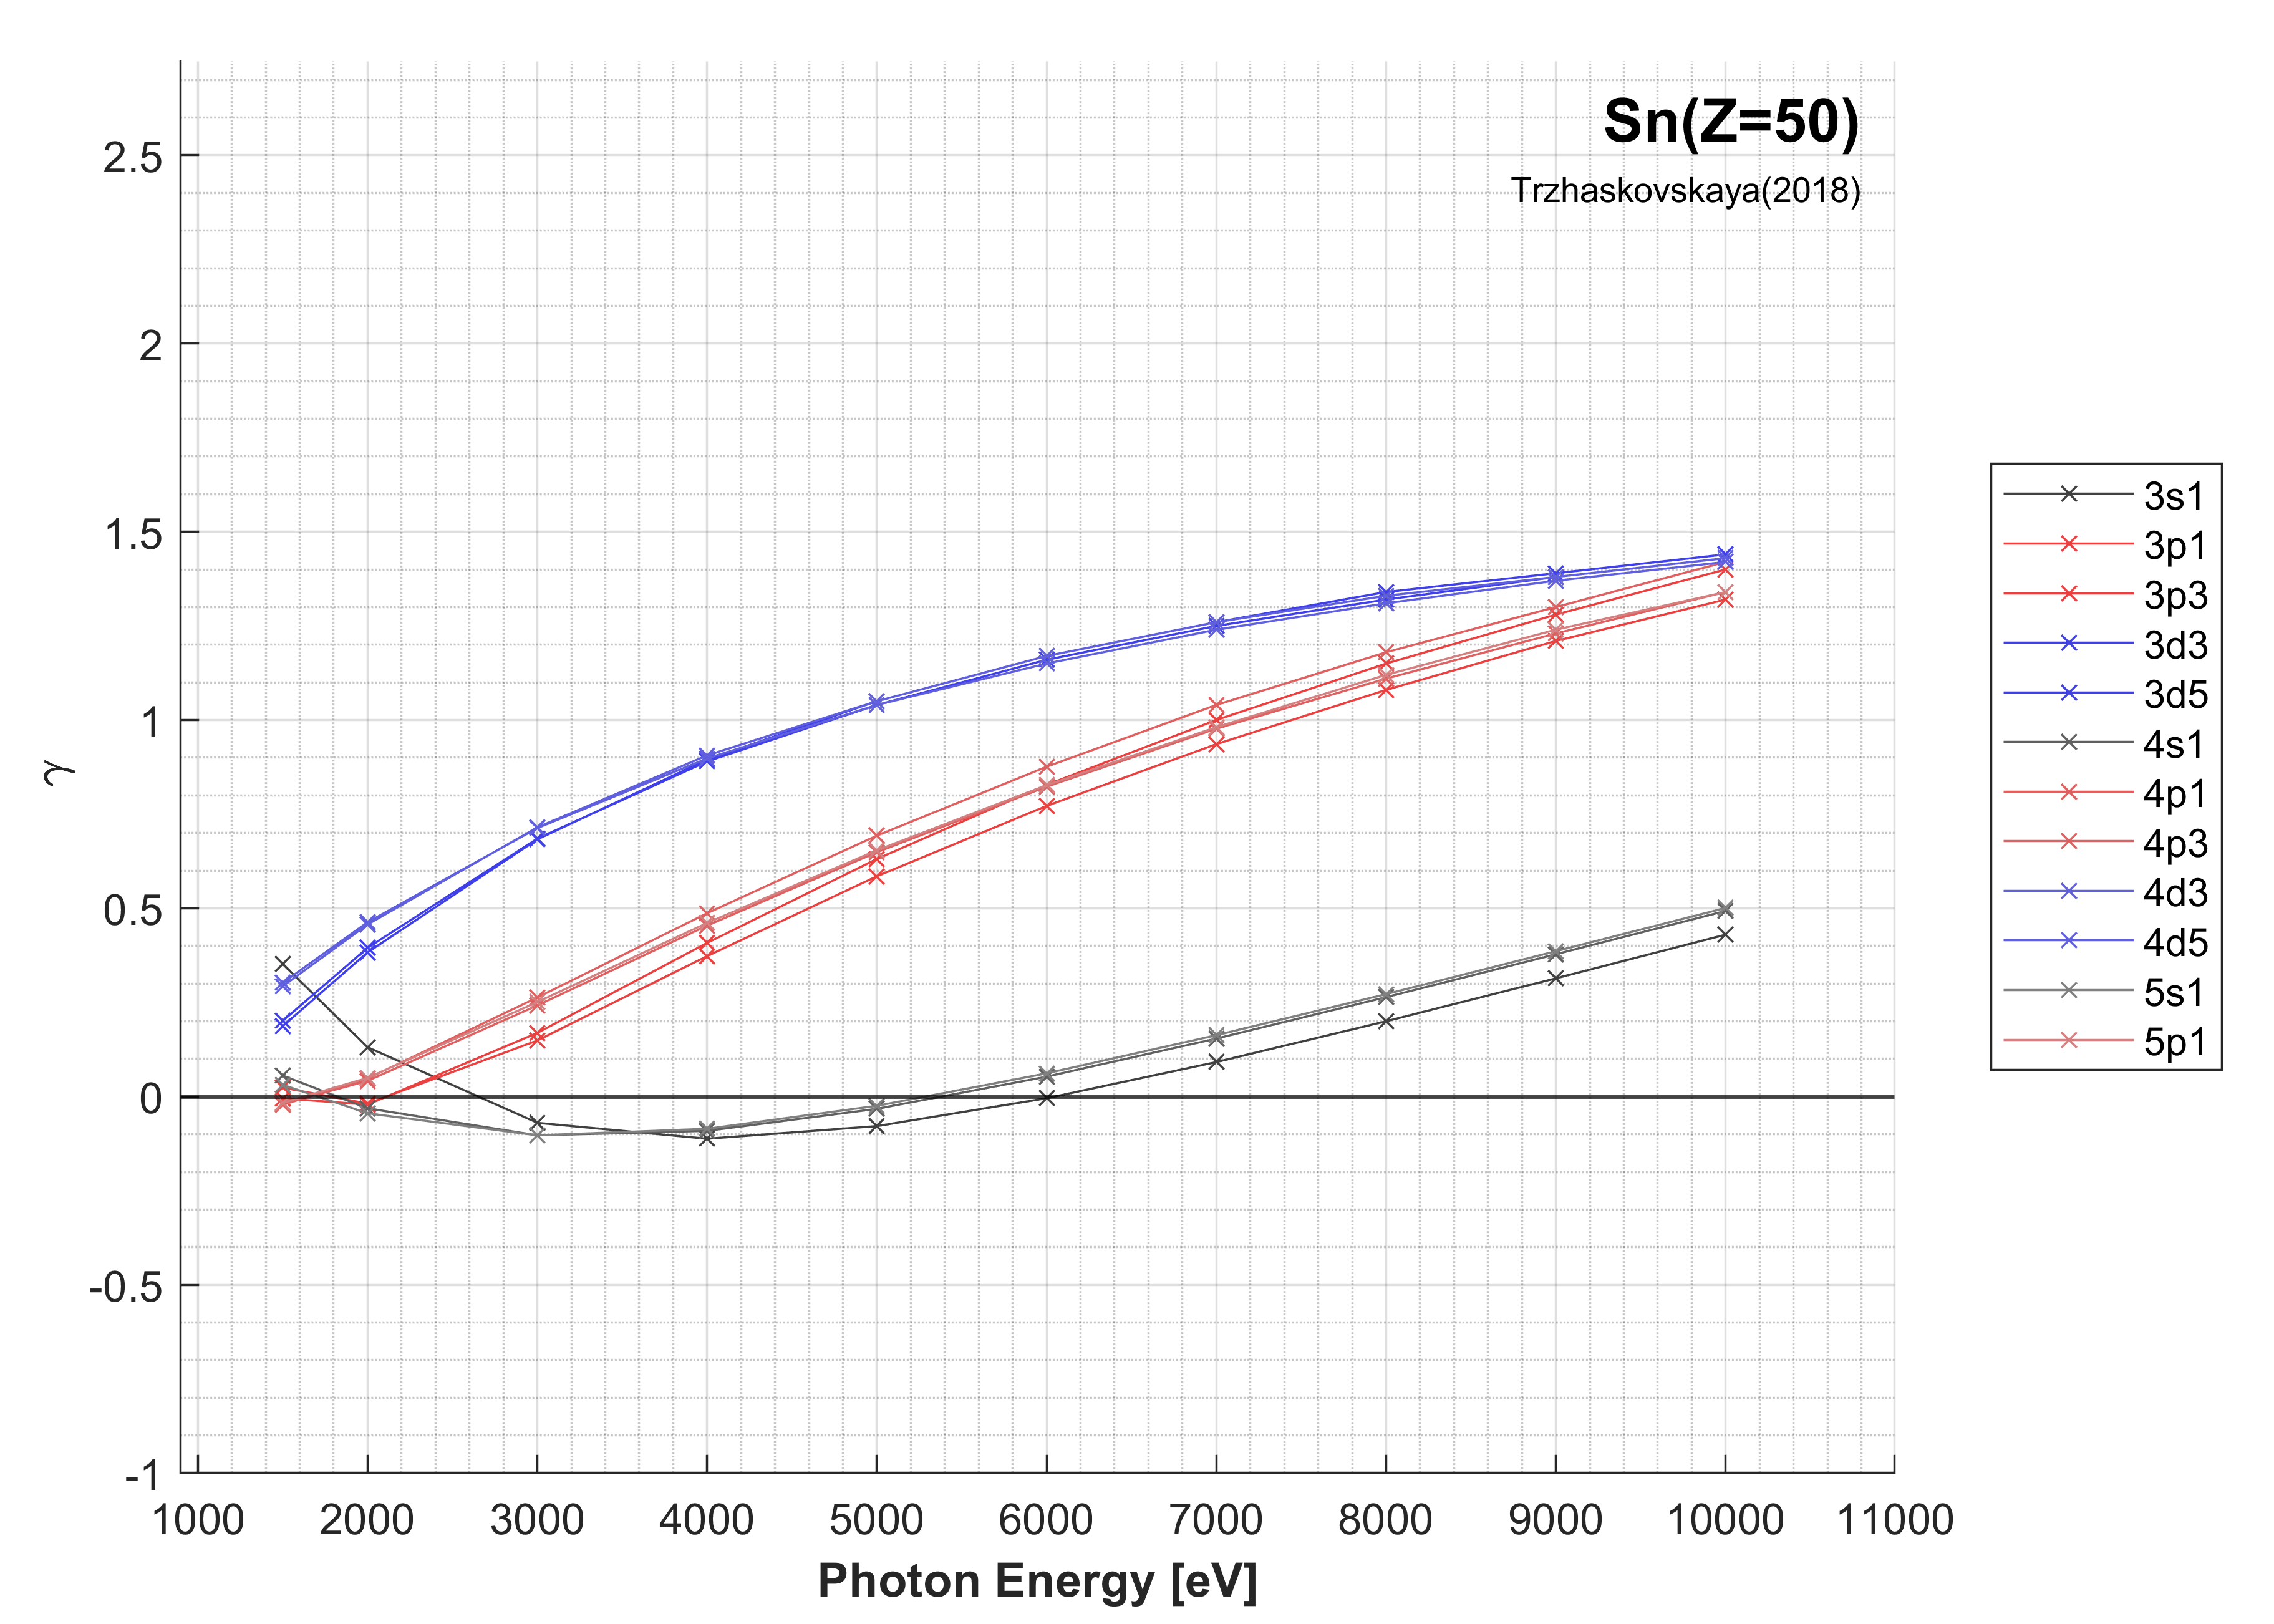 Sn(Z=50)
Trzhaskovskaya(2018)
2.5
2
1.5
1
0.5
0
-0.5
-1
γ
1000 2000 3000 4000 5000 6000 7000 8000 9000 10000 11000
Photon Energy [eV]
3s1
3p1
3p3
3d3
3d5
4s1
4p1
4p3
4d3
4d5
5s1
5p1